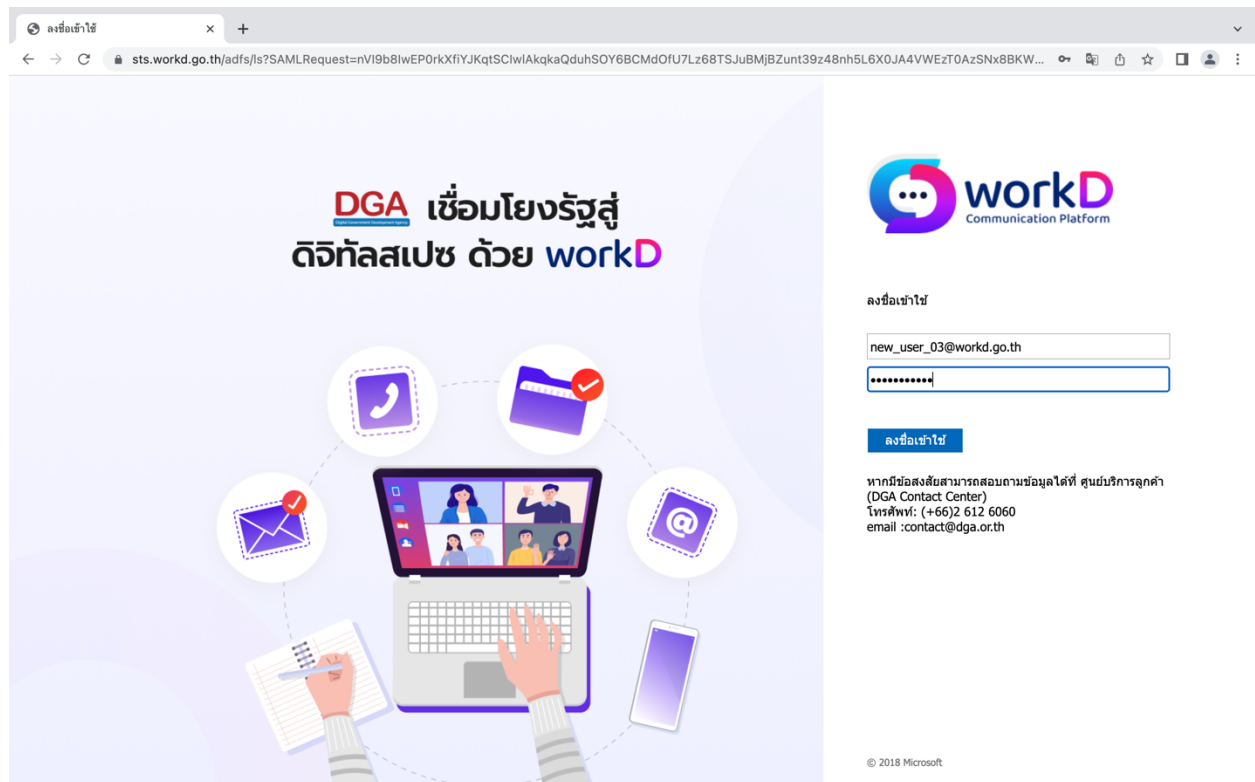 ลงชื่อเข้าใช้
sts.workd.go.th/adfs/ls?SAMLRequest=nVI9b8IwEP0rkXfiYJKqtSClwIAkqkaQduhSOY6BCMdOfU7Lz68TSJuBMjBZunt39z48nh5L6X0JA4VWEzT0AzSNx8BKW...
DGA เชื่อมโยงรัฐสู่
ดิจิทัลสเปซ ด้วย workD
workD
Communication Platform
ลงชื่อเข้าใช้
new_user_03@workd.go.th
•••••••••••
ลงชื่อเข้าใช้
หากมีข้อสงสัยสามารถสอบถามข้อมูลได้ที่ ศูนย์บริการลูกค้า
(DGA Contact Center)
โทรศัพท์: (+66)2 612 6060
email :contact@dga.or.th
© 2018 Microsoft